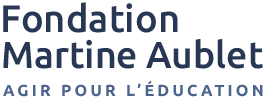 Fondation
Martine Aublet
AGIR POUR L'ÉDUCATION